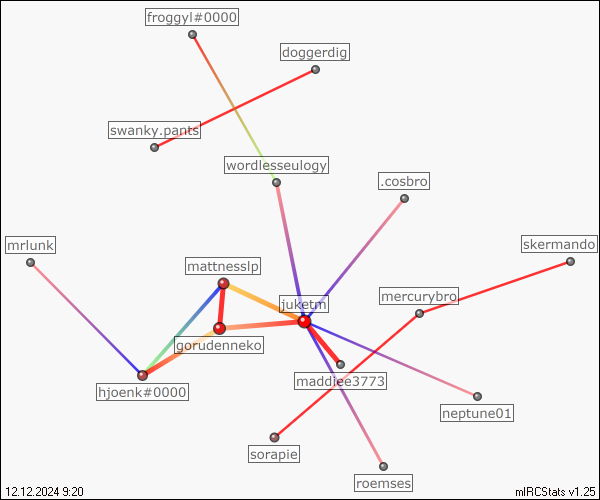 froggyl#0000
doggerdig
swanky.pants
wordlesseulogy
.cosbro
mrlunk
skermando
mattnesslp
mercurybro
juketm
gorudenneko
maddiee3773
hjoenk#0000
neptune01
sorapie
roemses
12.12.2024 9:20
mIRCStats v1.25